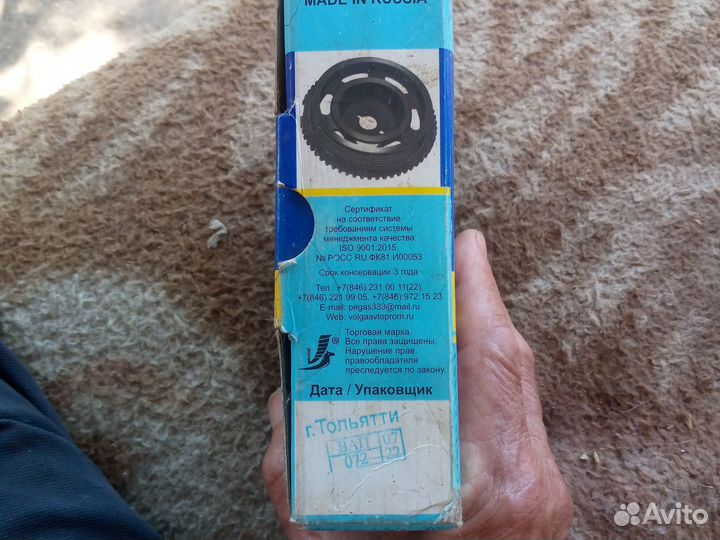 MADE IN RUSSIA
Сертификат
на соответствие
требованиям системы
менеджмента качества
ISO 9001:2015
№ РОСС RU.ФК81.И00053
Срок консервации 3 года
Тел.: +7(846) 231 00 11(22),
+7(846) 221 99 05, +7(846) 972 15 23
E-mail: pegas333@mail.ru
Web: volgaavtoprom.ru
Торговая марка.
Все права защищены.
Нарушение прав
правообладателя
преследуется по закону.
®
Дата / Упаковщик
г.Тольятти
ВАП 07
072 22
Avito